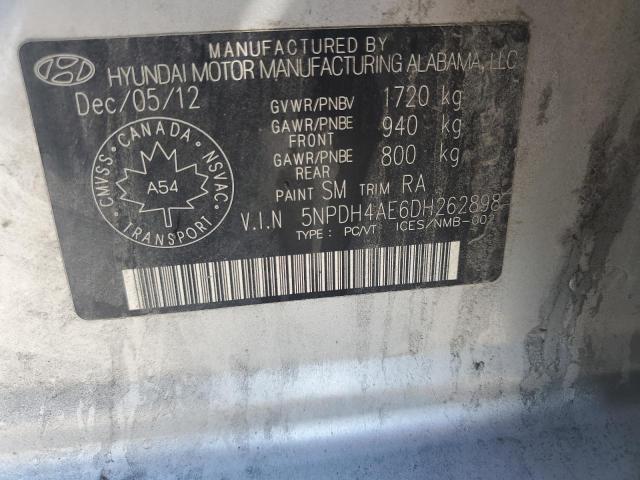 MANUFACTURED BY
HYUNDAI MOTOR MANUFACTURING ALABAMA, LLC
Dec/05/12
GVWR/PNBV 1720 kg
GAWR/PNBE FRONT 940 kg
GAWR/PNBE REAR 800 kg
PAINT SM TRIM RA
CMVSS. CANADA NSVAC.
A54
TRANSPORT
V.I.N 5NPDH4AE6DH262898
TYPE: PC/VT ICES/NMB-002